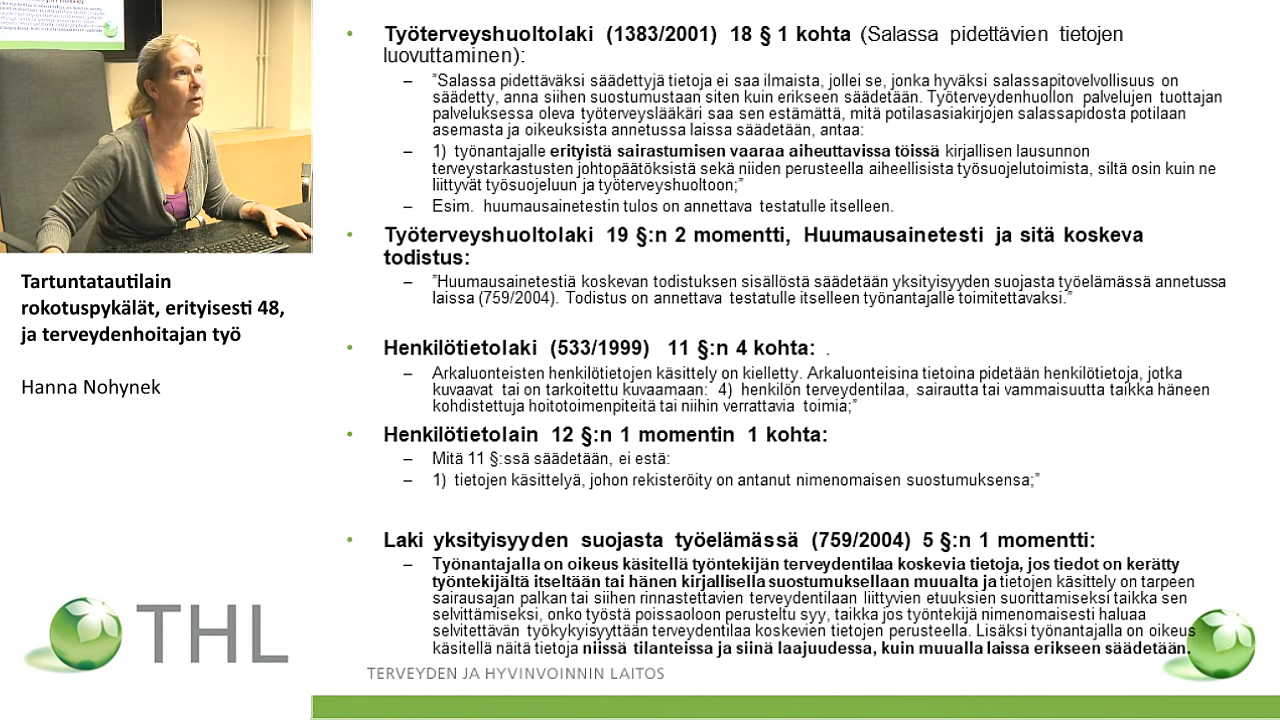 Tartuntatautilain
rokotuspykälät, erityisesti 48,
ja terveydenhoitajan työ
Hanna Nohynek
THL
• Työterveyshuoltolaki (1383/2001) 18 § 1 kohta (Salassa pidettävien tietojen
luovuttaminen):
– ”Salassa pidettäväksi säädettyjä tietoja ei saa ilmaista, jollei se, jonka hyväksi salassapitovelvollisuus on
säädetty, anna siihen suostumustaan siten kuin erikseen säädetään. Työterveydenhuollon palvelujen tuottajan
palveluksessa oleva työterveyslääkäri saa sen estämättä, mitä potilasasiakirjojen salassapidosta potilaan
asemasta ja oikeuksista annetussa laissa säädetään, antaa:
– 1) työnantajalle erityistä sairastumisen vaaraa aiheuttavissa töissä kirjallisen lausunnon
terveystarkastusten johtopäätöksistä sekä niiden perusteella aiheellisista työsuojelutoimista, siltä osin kuin ne
liittyvät työsuojeluun ja työterveyshuoltoon;”
– Esim. huumausainetestin tulos on annettava testatulle itselleen.
• Työterveyshuoltolaki 19 §:n 2 momentti, Huumausainetesti ja sitä koskeva
todistus:
– ”Huumausainetestiä koskevan todistuksen sisällöstä säädetään yksityisyyden suojasta työelämässä annetussa
laissa (759/2004). Todistus on annettava testatulle itselleen työnantajalle toimitettavaksi.”
• Henkilötietolaki (533/1999) 11 §:n 4 kohta: .
– Arkaluonteisten henkilötietojen käsittely on kielletty. Arkaluonteisina tietoina pidetään henkilötietoja, jotka
kuvaavat tai on tarkoitettu kuvaamaan: 4) henkilön terveydentilaa, sairautta tai vammaisuutta taikka häneen
kohdistettuja hoitotoimenpiteitä tai niihin verrattavia toimia;”
• Henkilötietolain 12 §:n 1 momentin 1 kohta:
– Mitä 11 §:ssä säädetään, ei estä:
– 1) tietojen käsittelyä, johon rekisteröity on antanut nimenomaisen suostumuksensa;”
• Laki yksityisyyden suojasta työelämässä (759/2004) 5 §:n 1 momentti:
– Työnantajalla on oikeus käsitellä työntekijän terveydentilaa koskevia tietoja, jos tiedot on kerätty
työntekijältä itseltään tai hänen kirjallisella suostumuksellaan muualta ja tietojen käsittely on tarpeen
sairausajan palkan tai siihen rinnastettavien terveydentilaan liittyvien etuuksien suorittamiseksi taikka sen
selvittämiseksi, onko työstä poissaoloon perusteltu syy, taikka jos työntekijä nimenomaisesti haluaa
selvitettävän työkykyisyyttään terveydentilaa koskevien tietojen perusteella. Lisäksi työnantajalla on oikeus
käsitellä näitä tietoja niissä tilanteissa ja siinä laajuudessa, kuin muualla laissa erikseen säädetään.
TERVEYDEN JA HYVINVOINNIN LAITOS